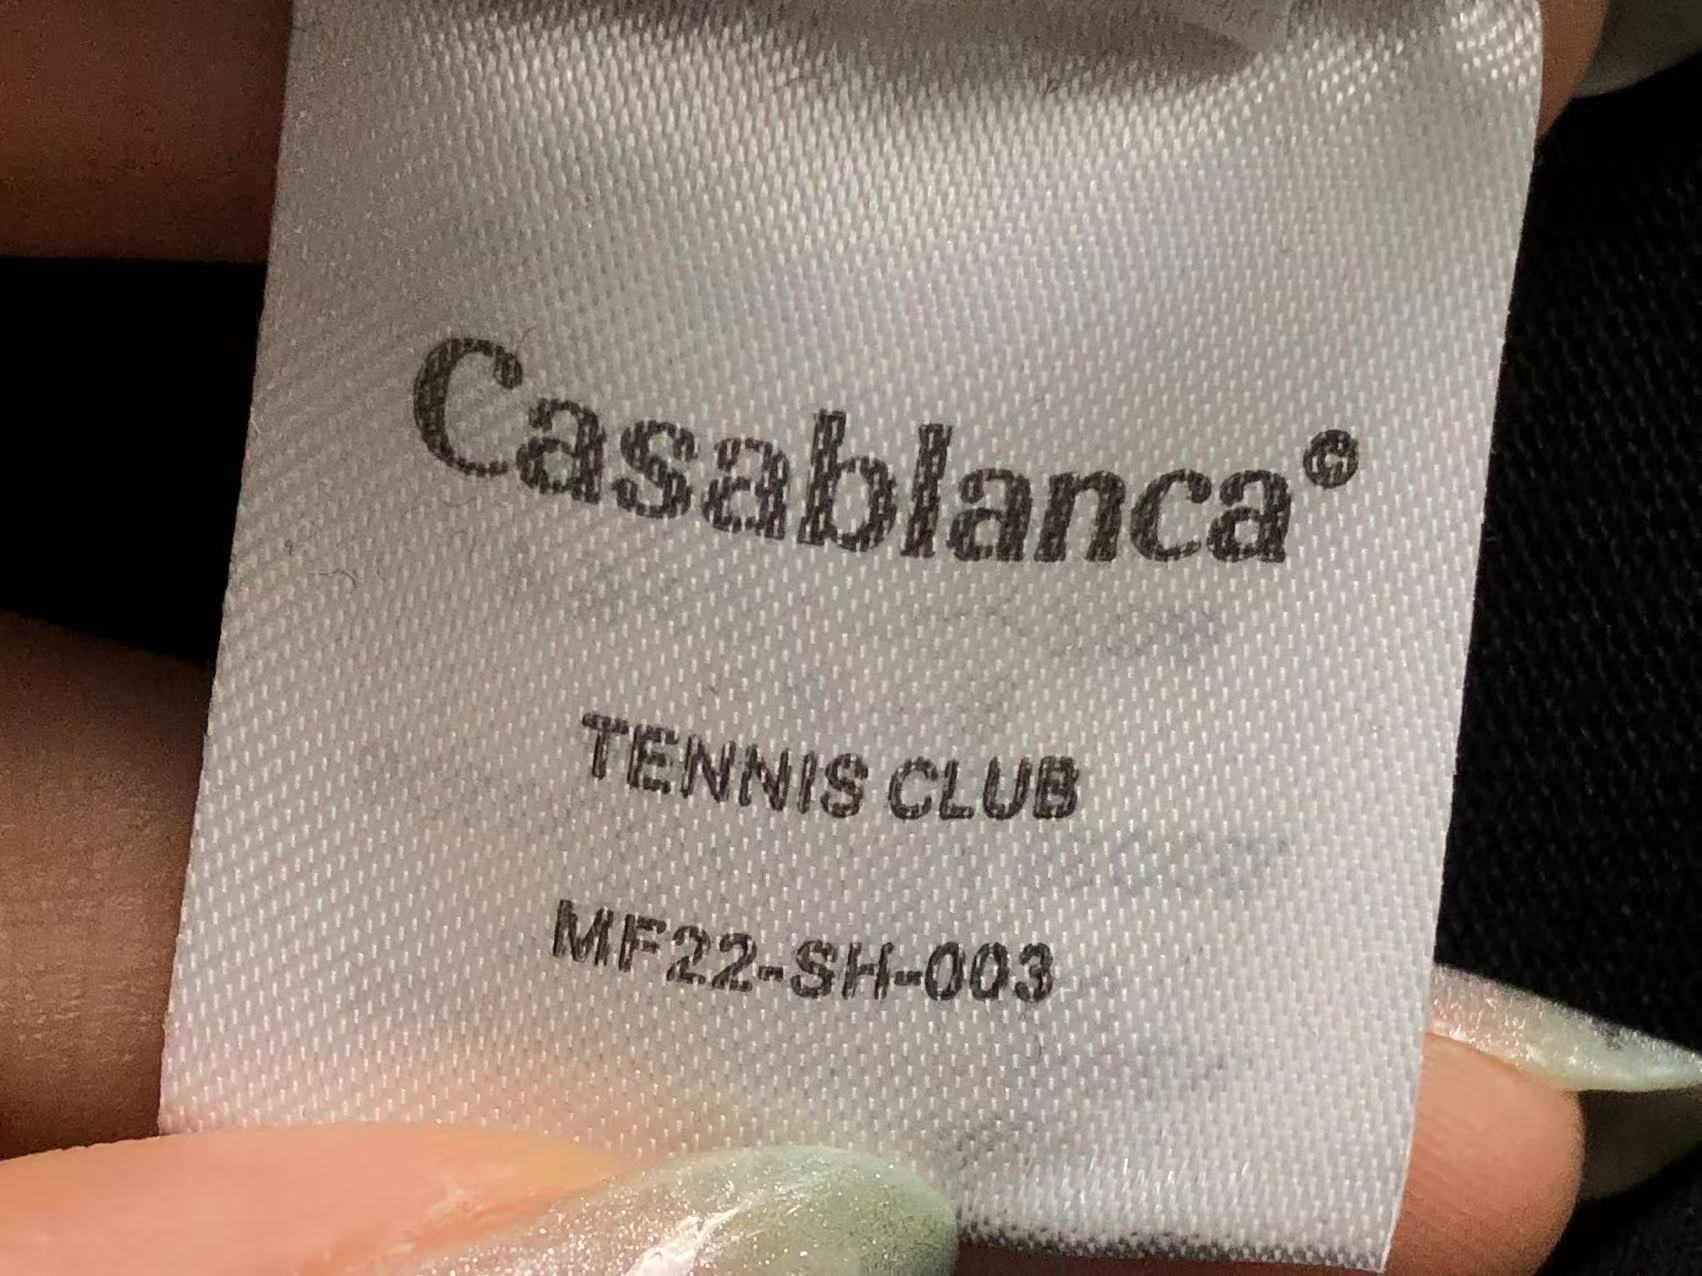 Casablanca©
TENNIS CLUB
MF22-SH-003